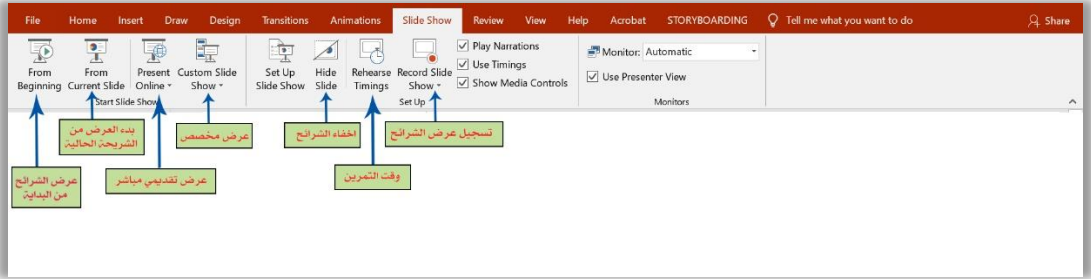 File Home Insert Draw Design Transitions Animations Slide Show Review View Help Acrobat STORYBOARDING Tell me what you want to do Share
From Beginning
From Current Slide
Present Online
Custom Slide Show
Start Slide Show
Set Up Slide Show
Hide Slide
Rehearse Timings
Record Slide Show
Play Narrations
Use Timings
Show Media Controls
Set Up
Monitor: Automatic
Use Presenter View
Monitors
بدء العرض من
الشريحة الحالية
عرض مخصص
اخفاء الشرائح
تسجيل عرض الشرائح
عرض الشرائح
من البداية
عرض تقديمي مباشر
وقت التمرين